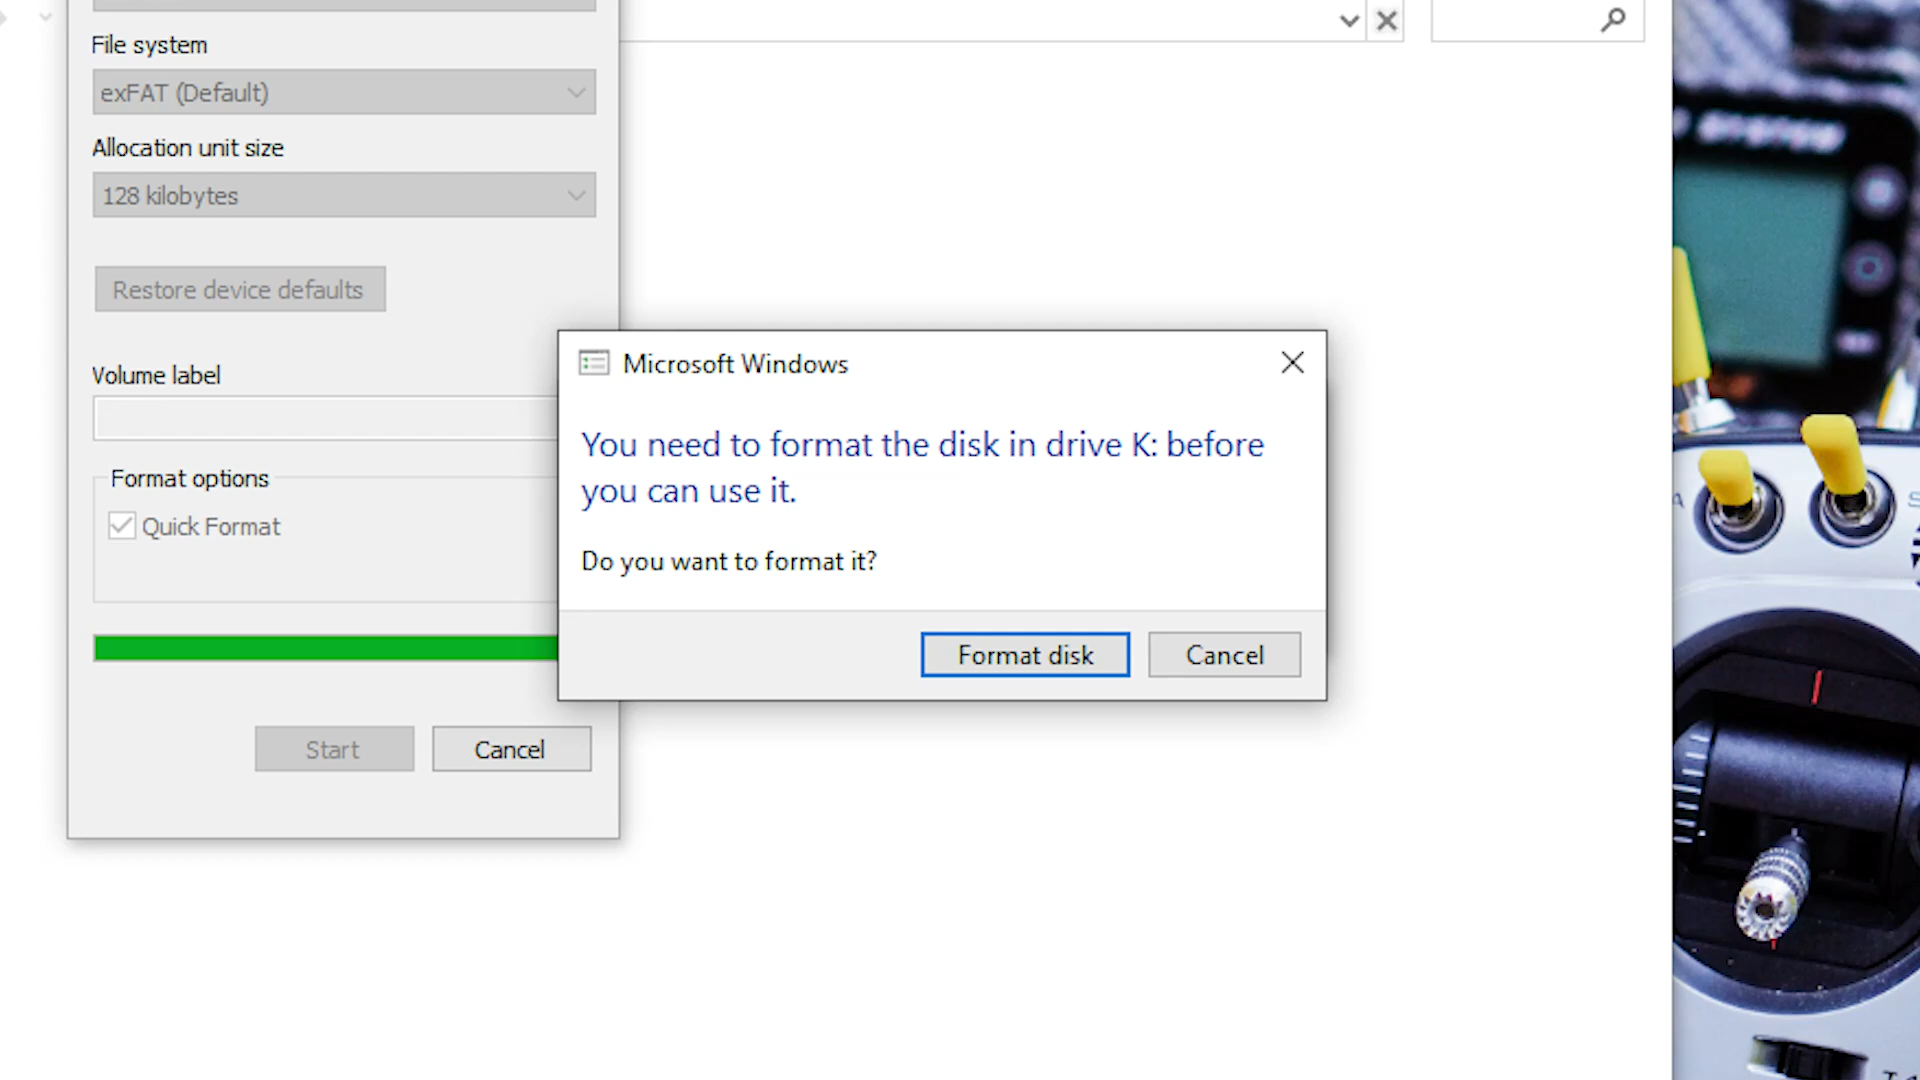 File system
exFAT (Default)
Allocation unit size
128 kilobytes
Restore device defaults
Volume label
Format options
Quick Format
Start
Cancel
Microsoft Windows
You need to format the disk in drive K: before
you can use it.
Do you want to format it?
Format disk
Cancel